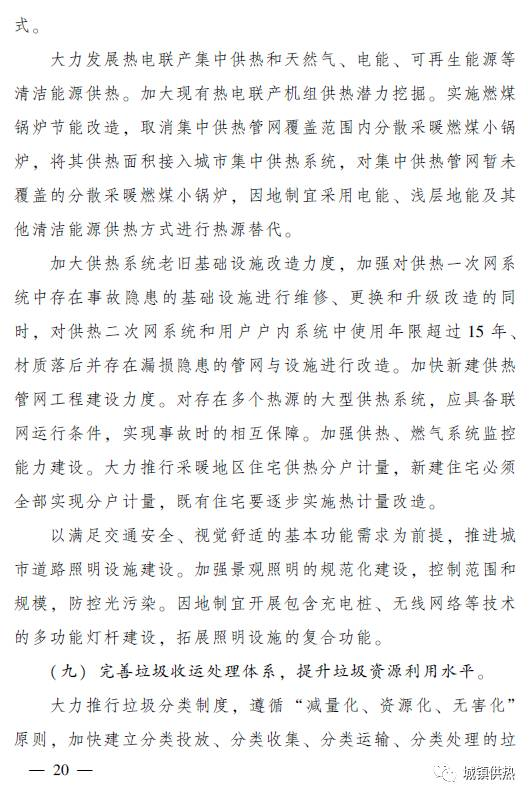 式。
大力发展热电联产集中供热和天然气、电能、可再生能源等
清洁能源供热。加大现有热电联产机组供热潜力挖掘。实施燃煤
锅炉节能改造，取消集中供热管网覆盖范围内分散采暖燃煤小锅
炉，将其供热面积接入城市集中供热系统，对集中供热管网暂未
覆盖的分散采暖燃煤小锅炉，因地制宜采用电能、浅层地能及其
他清洁能源供热方式进行热源替代。
加大供热系统老旧基础设施改造力度，加强对供热一次网系
统中存在事故隐患的基础设施进行维修、更换和升级改造的同
时，对供热二次网系统和用户户内系统中使用年限超过 15 年、
材质落后并存在漏损隐患的管网与设施进行改造。加快新建供热
管网工程建设力度。对存在多个热源的大型供热系统，应具备联
网运行条件，实现事故时的相互保障。加强供热、燃气系统监控
能力建设。大力推行采暖地区住宅供热分户计量，新建住宅必须
全部实现分户计量，既有住宅要逐步实施热计量改造。
以满足交通安全、视觉舒适的基本功能需求为前提，推进城
市道路照明设施建设。加强景观照明的规范化建设，控制范围和
规模，防控光污染。因地制宜开展包含充电桩、无线网络等技术
的多功能灯杆建设，拓展照明设施的复合功能。
（九）完善垃圾收运处理体系，提升垃圾资源利用水平。
大力推行垃圾分类制度，遵循“减量化、资源化、无害化”
原则，加快建立分类投放、分类收集、分类运输、分类处理的垃
— 20 —
城镇供热